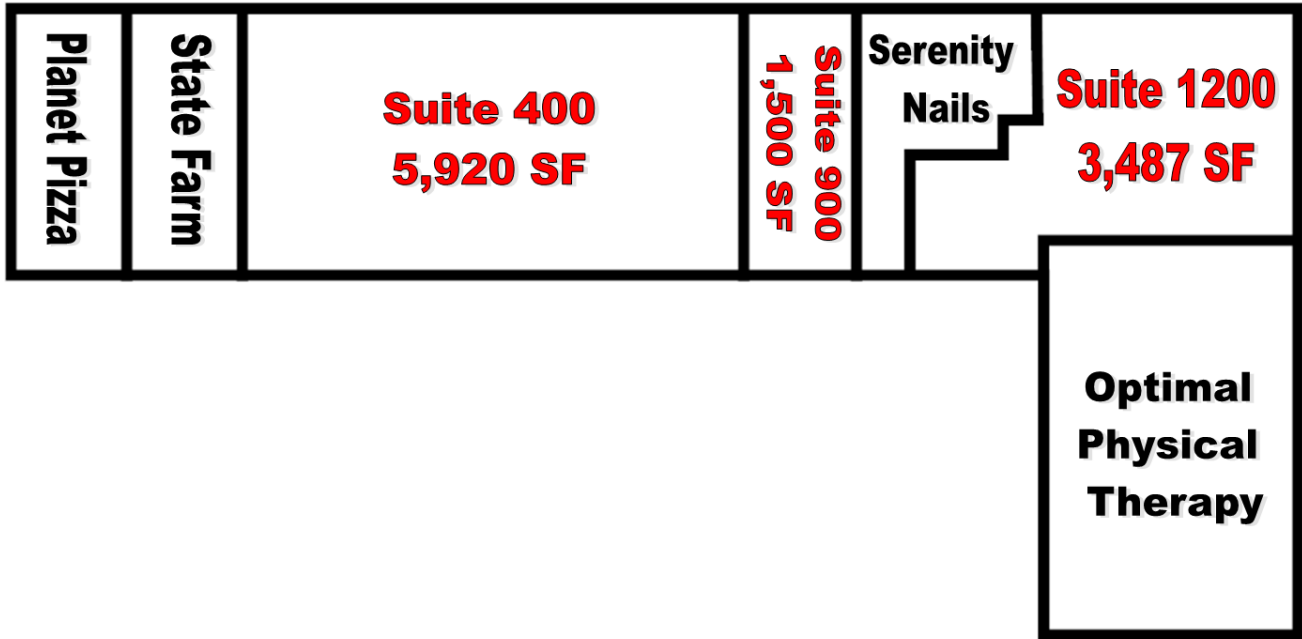 Planet Pizza
State Farm
Suite 400
5,920 SF
Suite 900
1,500 SF
Serenity
Nails
Suite 1200
3,487 SF
Optimal
Physical
Therapy